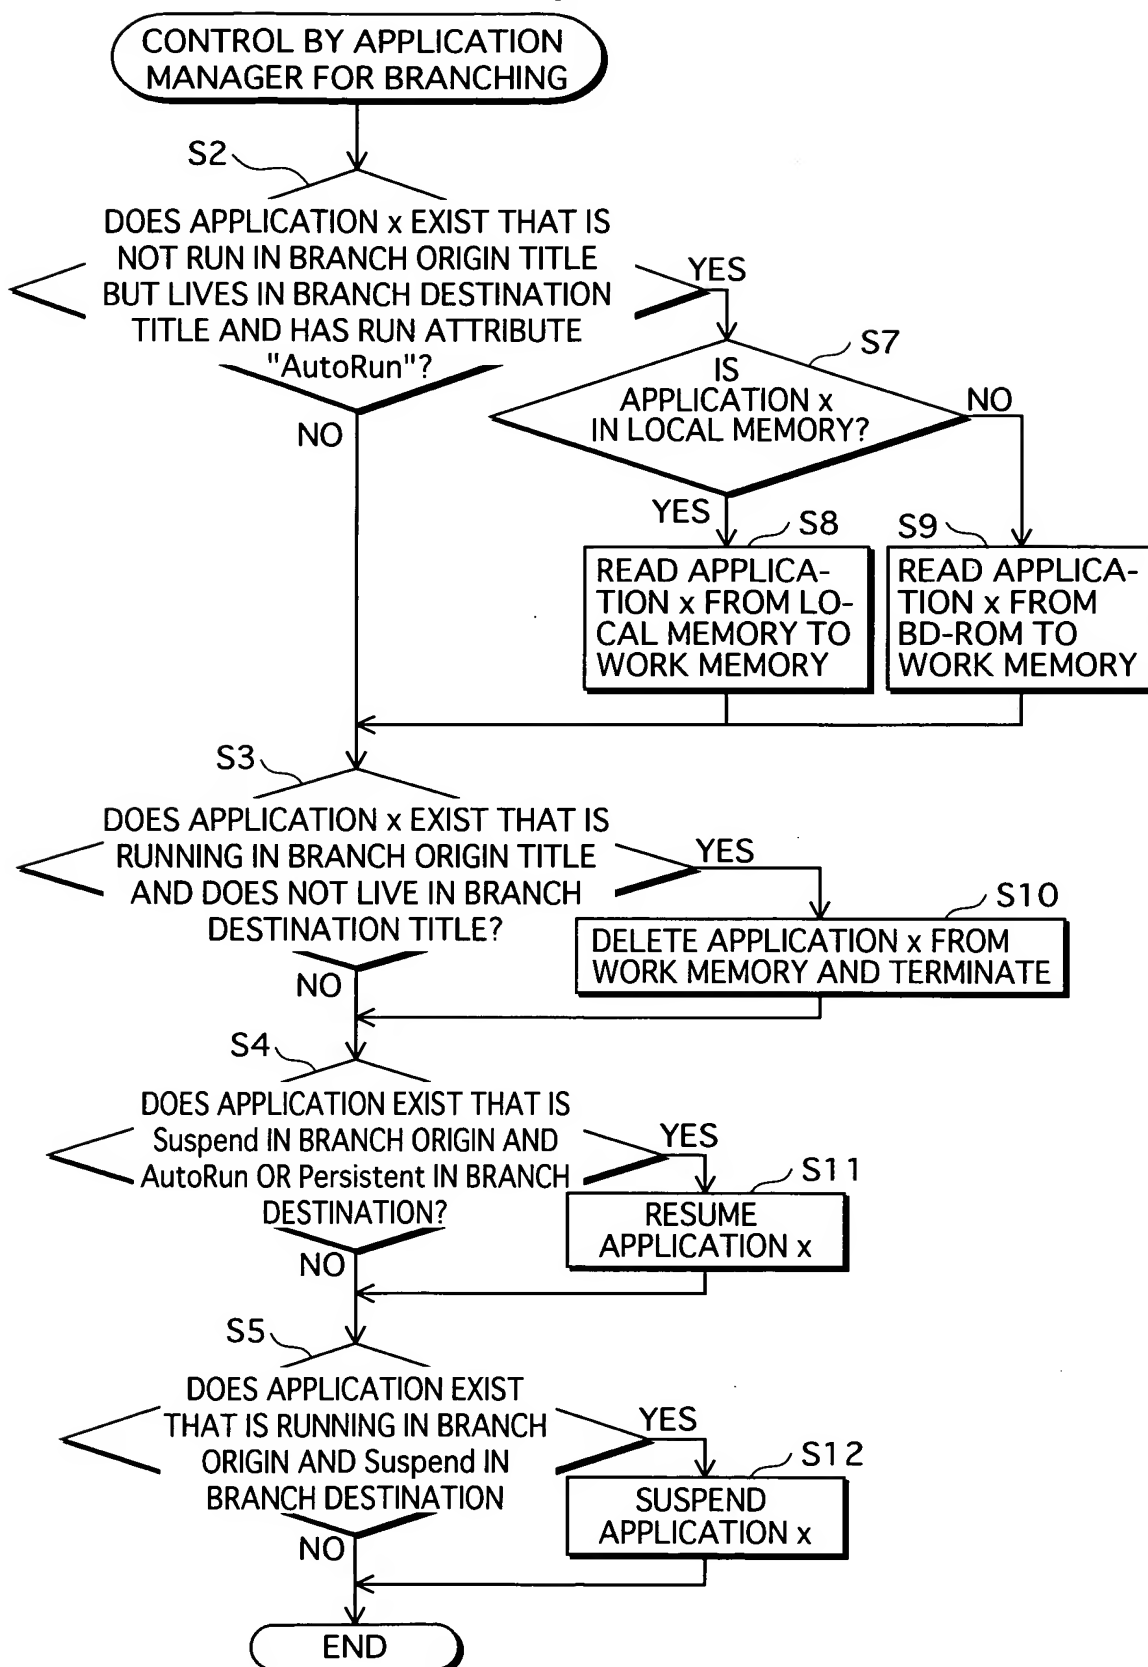 CONTROL BY APPLICATION
MANAGER FOR BRANCHING
S2
DOES APPLICATION x EXIST THAT IS
NOT RUN IN BRANCH ORIGIN TITLE
BUT LIVES IN BRANCH DESTINATION
TITLE AND HAS RUN ATTRIBUTE
"AutoRun"?
YES
NO
S7
IS
APPLICATION x
IN LOCAL MEMORY?
NO
YES
S8
READ APPLICA-
TION x FROM LO-
CAL MEMORY TO
WORK MEMORY
S9
READ APPLICA-
TION x FROM
BD-ROM TO
WORK MEMORY
S3
DOES APPLICATION x EXIST THAT IS
RUNNING IN BRANCH ORIGIN TITLE
AND DOES NOT LIVE IN BRANCH
DESTINATION TITLE?
YES
NO
S10
DELETE APPLICATION x FROM
WORK MEMORY AND TERMINATE
S4
DOES APPLICATION EXIST THAT IS
Suspend IN BRANCH ORIGIN AND
AutoRun OR Persistent IN BRANCH
DESTINATION?
YES
NO
S11
RESUME
APPLICATION x
S5
DOES APPLICATION EXIST
THAT IS RUNNING IN BRANCH
ORIGIN AND Suspend IN
BRANCH DESTINATION
YES
NO
S12
SUSPEND
APPLICATION x
END